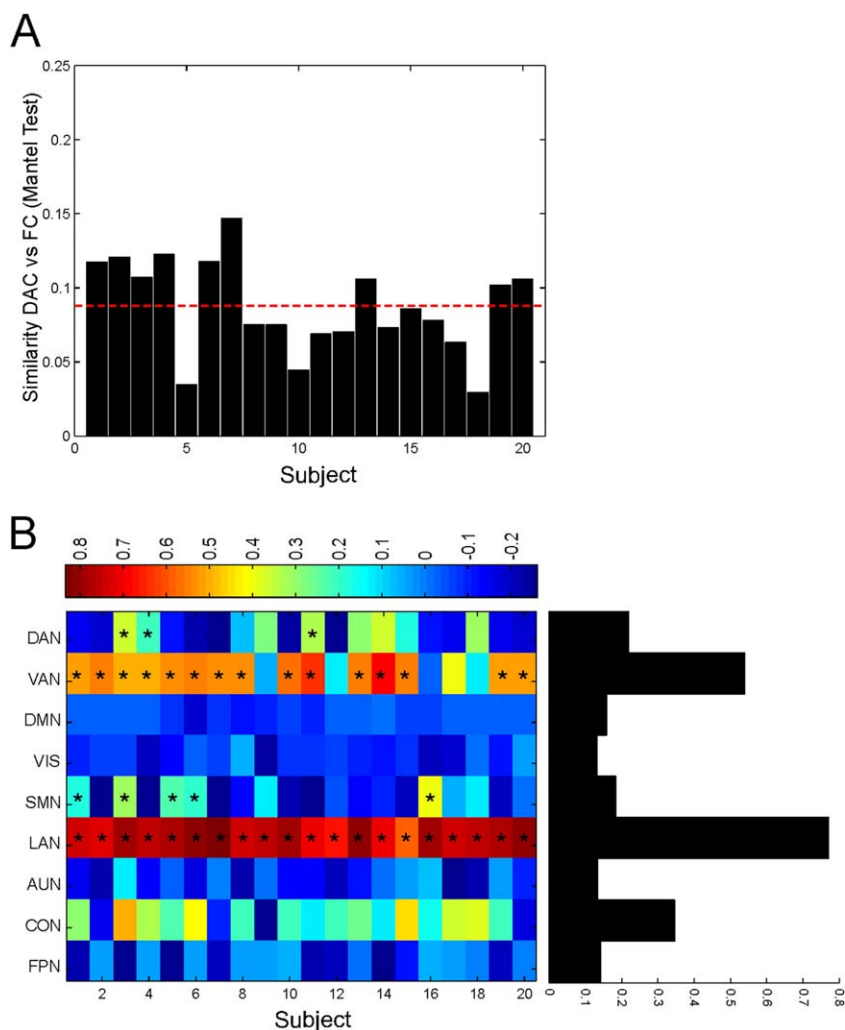 A
Similarity DAC vs FC (Mantel Test)
0.25
0.2
0.15
0.1
0.05
0
0 5 10 15 20
Subject
B
0.8 0.7 0.6 0.5 0.4 0.3 0.2 0.1 0 -0.1 -0.2
DAN * * *
VAN * * * * * * * * * * * * * * *
DMN
VIS
SMN * * * * *
LAN * * * * * * * * * * * * * * * * * * * *
AUN
CON
FPN
2 4 6 8 10 12 14 16 18 20
Subject
0 0.1 0.2 0.3 0.4 0.5 0.6 0.7 0.8